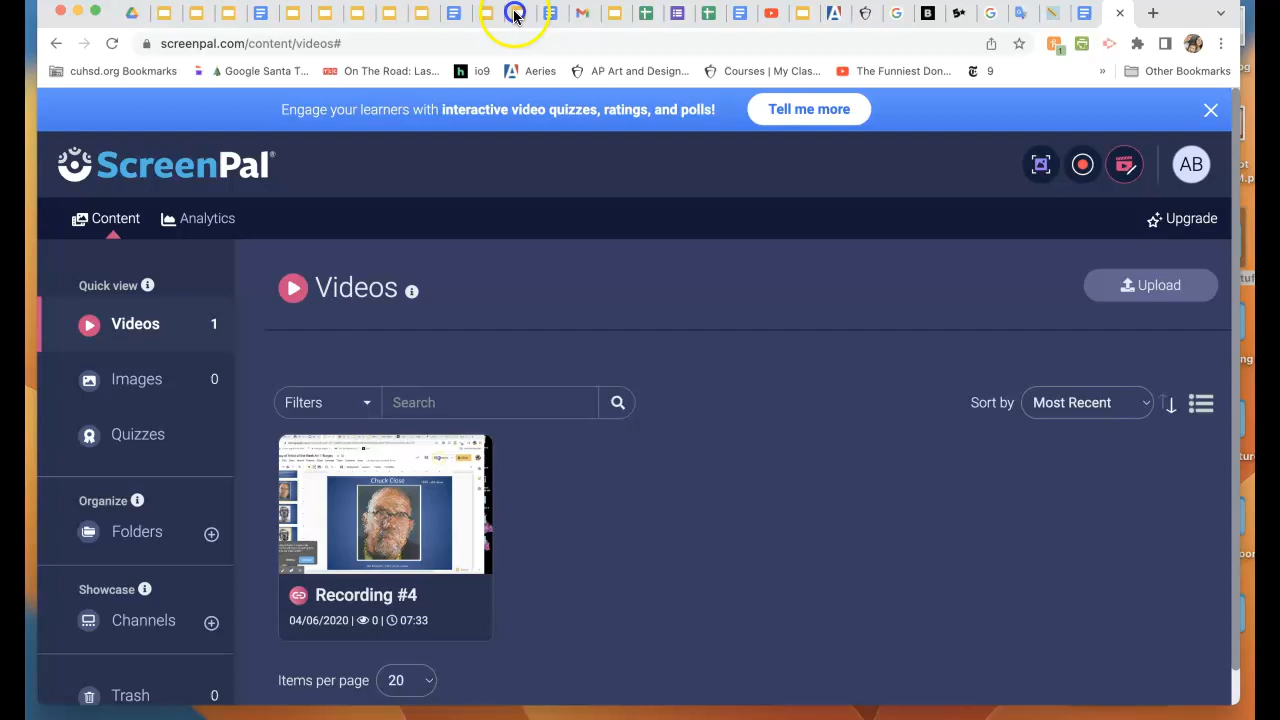 screenpal.com/content/videos#
cuhsd.org Bookmarks
Google Santa T...
On The Road: Las...
io9
Aeriss
AP Art and Design...
Courses | My Clas...
The Funniest Don...
9
»
Other Bookmarks
Engage your learners with interactive video quizzes, ratings, and polls!
Tell me more
ScreenPal
AB
Content
Analytics
Upgrade
Quick view
Videos 1
Images 0
Quizzes
Organize
Folders
Showcase
Channels
Trash 0
Videos
Upload
Filters
Search
Sort by
Most Recent
Chuck Close
Recording #4
04/06/2020 | 0 | 07:33
Items per page
20